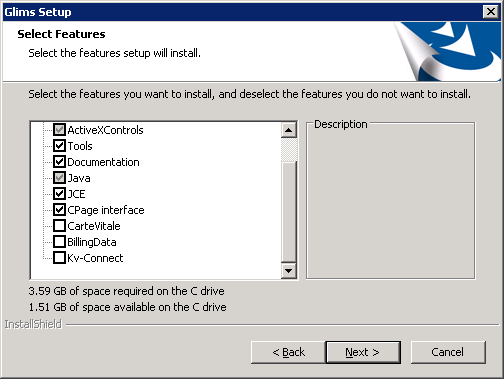 Glims Setup
Select Features
Select the features setup will install.
Select the features you want to install, and deselect the features you do not want to install.
ActiveXControls
Tools
Documentation
Java
JCE
CPage interface
CarteVitale
BillingData
Kv-Connect
Description
3.59 GB of space required on the C drive
1.51 GB of space available on the C drive
InstallShield
< Back
Next >
Cancel